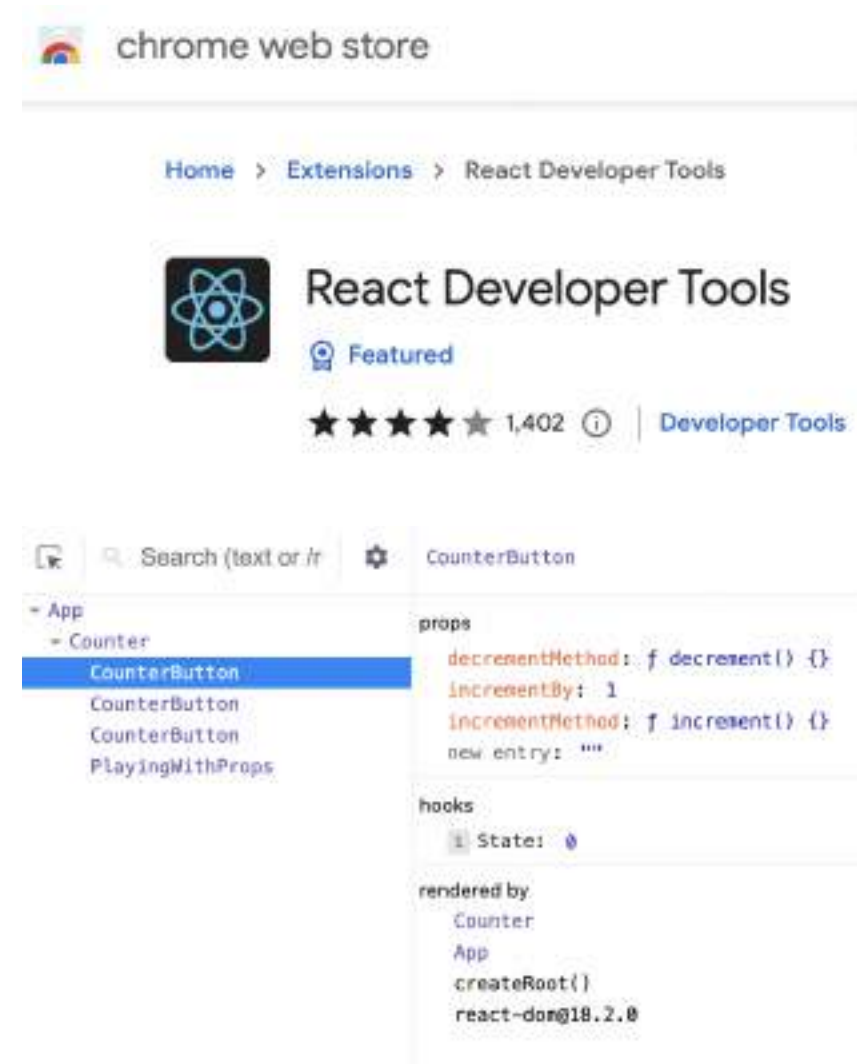 chrome web store
Home > Extensions > React Developer Tools
React Developer Tools
Featured
1,402 | Developer Tools
Search (text or /r
CounterButton
App
Counter
CounterButton
CounterButton
CounterButton
PlayingWithProps
props
decrementMethod: ƒ decrement() {}
incrementBy: 1
incrementMethod: ƒ increment() {}
new entry: ""
hooks
1 State: 0
rendered by
Counter
App
createRoot()
react-dom@18.2.0